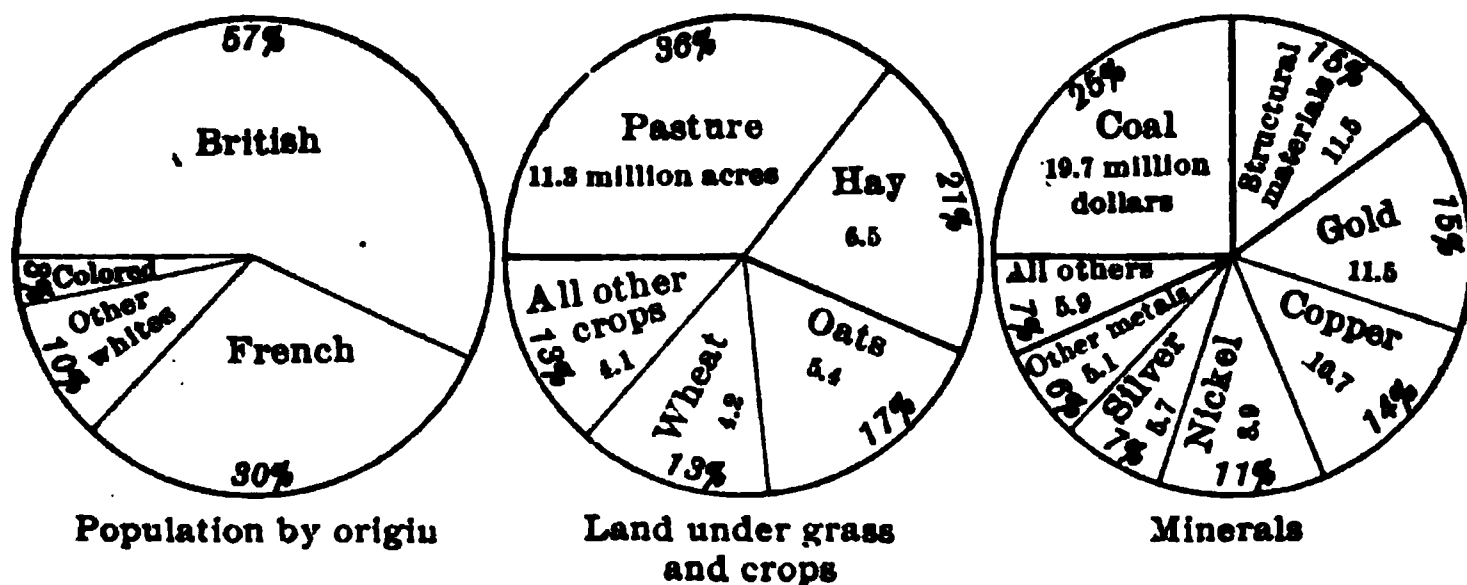 57%
British
3%
Colored
10%
Other
whites
French
30%
Population by origin
36%
Pasture
11.3 million acres
21%
Hay
6.5
Oats
5.4
17%
Wheat
4.2
13%
All other
crops
4.1
13%
Land under grass
and crops
25%
Coal
19.7 million
dollars
15%
Structural
materials
11.5
15%
Gold
11.5
Copper
10.7
14%
Nickel
8.9
11%
Silver
5.7
7%
Other metals
5.1
6%
All others
5.9
7%
Minerals